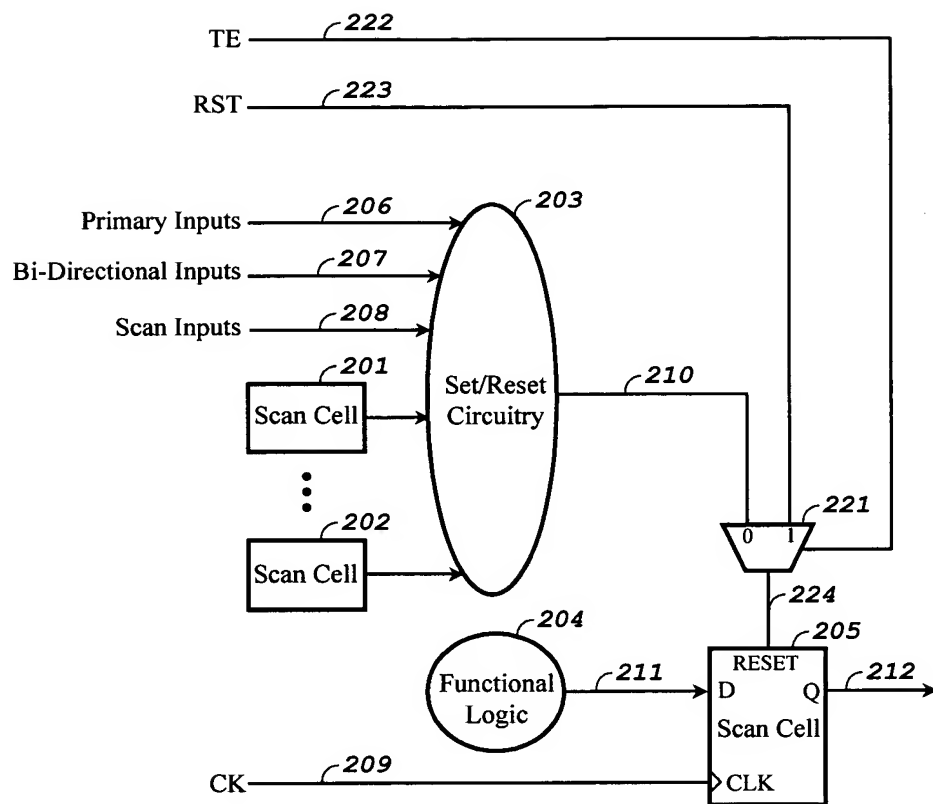 TE 222
RST 223
Primary Inputs 206 203
Bi-Directional Inputs 207
Scan Inputs 208
201
Scan Cell
Set/Reset
Circuitry
210
202
Scan Cell
0 1 221
224
204
Functional
Logic
211
205
RESET
D Q 212
Scan Cell
CK 209 CLK